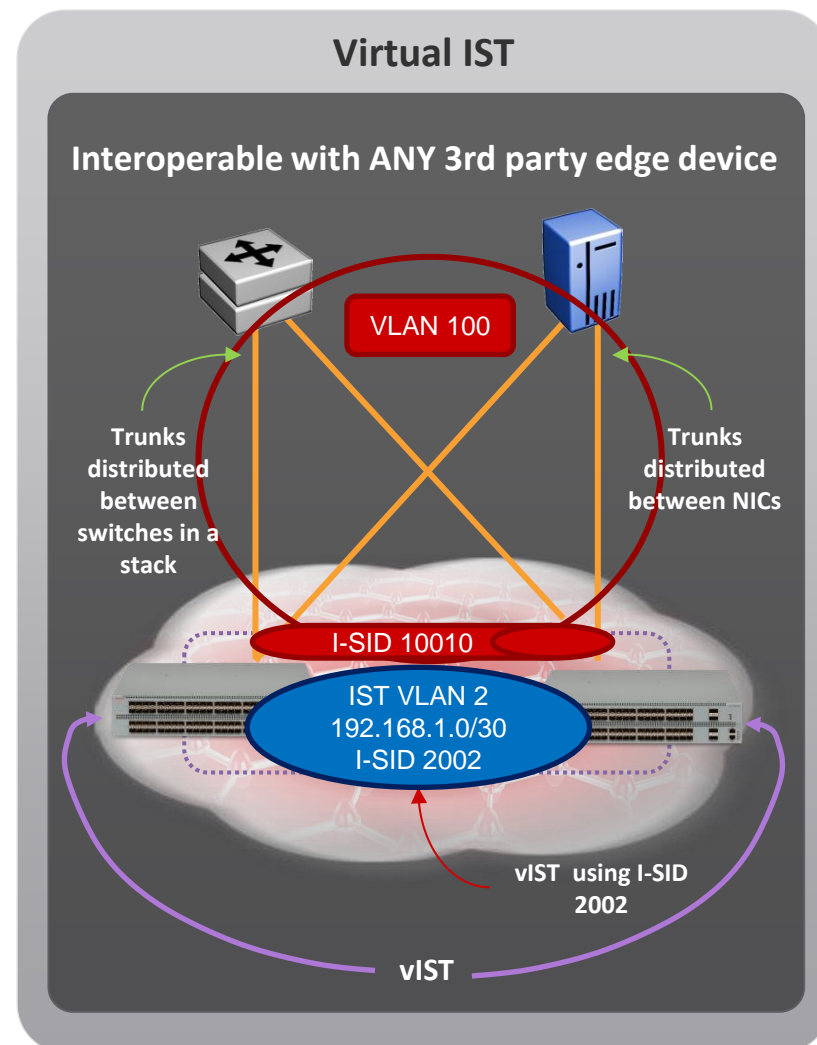 Virtual IST
Interoperable with ANY 3rd party edge device
VLAN 100
Trunks
distributed
between
switches in a
stack
Trunks
distributed
between NICs
I-SID 10010
IST VLAN 2
192.168.1.0/30
I-SID 2002
vIST using I-SID
2002
vIST